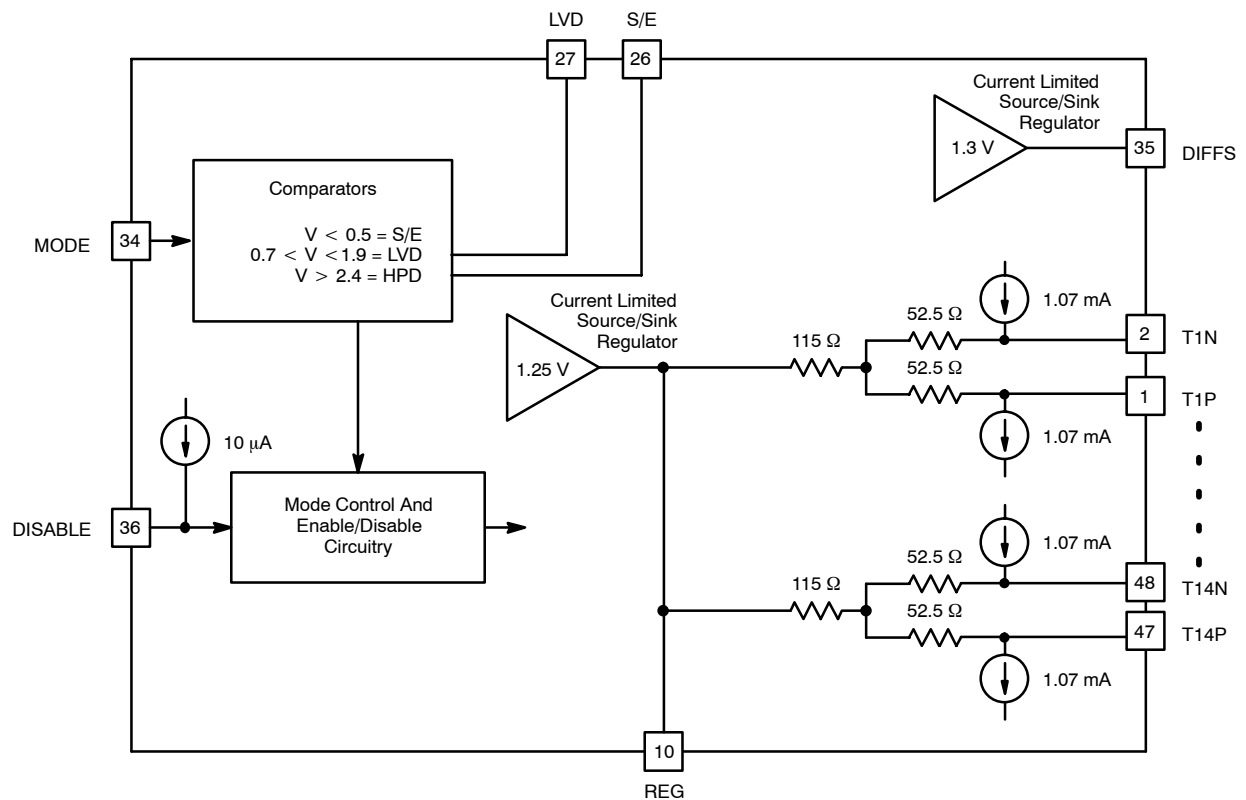 LVD
S/E
27
26
Current Limited
Source/Sink
Regulator
1.3 V
35
DIFFS
Comparators
V < 0.5 = S/E
0.7 < V <1.9 = LVD
V > 2.4 = HPD
MODE
34
Current Limited
Source/Sink
Regulator
1.25 V
115 Ω
52.5 Ω
52.5 Ω
1.07 mA
1.07 mA
2
T1N
1
T1P
10 μA
DISABLE
36
Mode Control And
Enable/Disable
Circuitry
115 Ω
52.5 Ω
52.5 Ω
1.07 mA
1.07 mA
48
T14N
47
T14P
10
REG